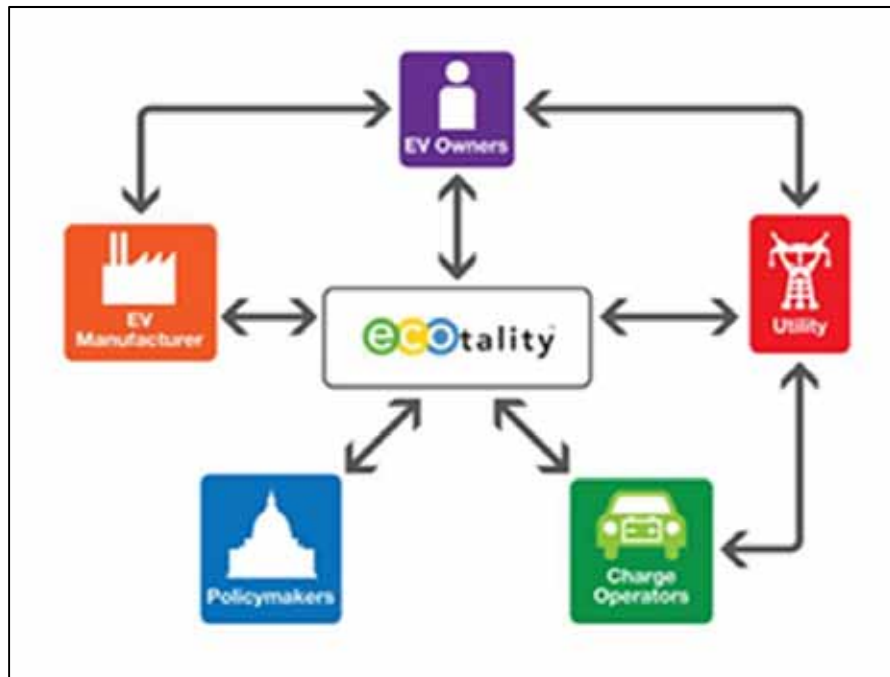 EV Owners
EV
Manufacturer
ecotality
Utility
Policymakers
Charge
Operators